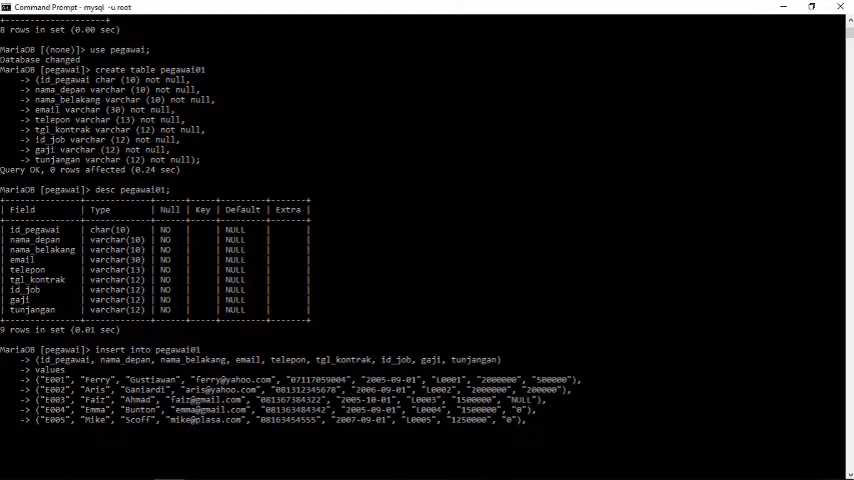 Command Prompt - mysql -u root
+--------------------+
8 rows in set (0.00 sec)
MariaDB [(none)]> use pegawai;
Database changed
MariaDB [pegawai]> create table pegawai01
-> (id_pegawai char (10) not null,
-> nama_depan varchar (10) not null,
-> nama_belakang varchar (10) not null,
-> email varchar (30) not null,
-> telepon varchar (13) not null,
-> tgl_kontrak varchar (12) not null,
-> id_job varchar (12) not null,
-> gaji varchar (12) not null,
-> tunjangan varchar (12) not null);
Query OK, 0 rows affected (0.24 sec)
MariaDB [pegawai]> desc pegawai01;
+---------------+-------------+------+-----+---------+-------+
| Field | Type | Null | Key | Default | Extra |
+---------------+-------------+------+-----+---------+-------+
| id_pegawai | char(10) | NO | | NULL | |
| nama_depan | varchar(10) | NO | | NULL | |
| nama_belakang | varchar(10) | NO | | NULL | |
| email | varchar(30) | NO | | NULL | |
| telepon | varchar(13) | NO | | NULL | |
| tgl_kontrak | varchar(12) | NO | | NULL | |
| id_job | varchar(12) | NO | | NULL | |
| gaji | varchar(12) | NO | | NULL | |
| tunjangan | varchar(12) | NO | | NULL | |
+---------------+-------------+------+-----+---------+-------+
9 rows in set (0.01 sec)
MariaDB [pegawai]> insert into pegawai01
-> (id_pegawai, nama_depan, nama_belakang, email, telepon, tgl_kontrak, id_job, gaji, tunjangan)
-> values
-> ("E001", "Ferry", "Gustiawan", "ferry@yahoo.com", "07117059004", "2005-09-01", "L0001", "2000000", "500000"),
-> ("E002", "Aris", "Ganiardi", "aris@yahoo.com", "081312345678", "2006-09-01", "L0002", "2000000", "200000"),
-> ("E003", "Faiz", "Ahmad", "faiz@gmail.com", "081367384322", "2005-10-01", "L0003", "1500000", "NULL"),
-> ("E004", "Emma", "Bunton", "emma@gmail.com", "081363484342", "2005-09-01", "L0004", "1500000", "0"),
-> ("E005", "Mike", "Scoff", "mike@plasa.com", "08163454555", "2007-09-01", "L0005", "1250000", "0"),